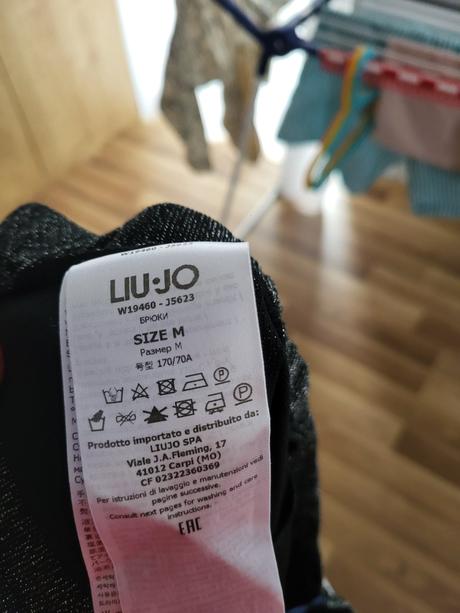 LIU·JO
W19460 - J5623
БРЮКИ
SIZE M
Размер M
号型 170/70A
Prodotto importato e distribuito da:
LIUJO SPA
Viale J.A.Fleming, 17
41012 Carpi (MO)
CF 02322360369
Per istruzioni di lavaggio e manutenzioni vedi
pagine successive.
Consult next pages for washing and care
instructions.
EAC